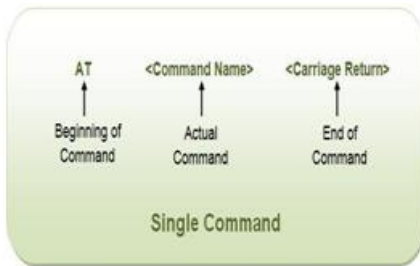 AT <Command Name> <Carriage Return>
Beginning of Actual End of
Command Command Command
Single Command